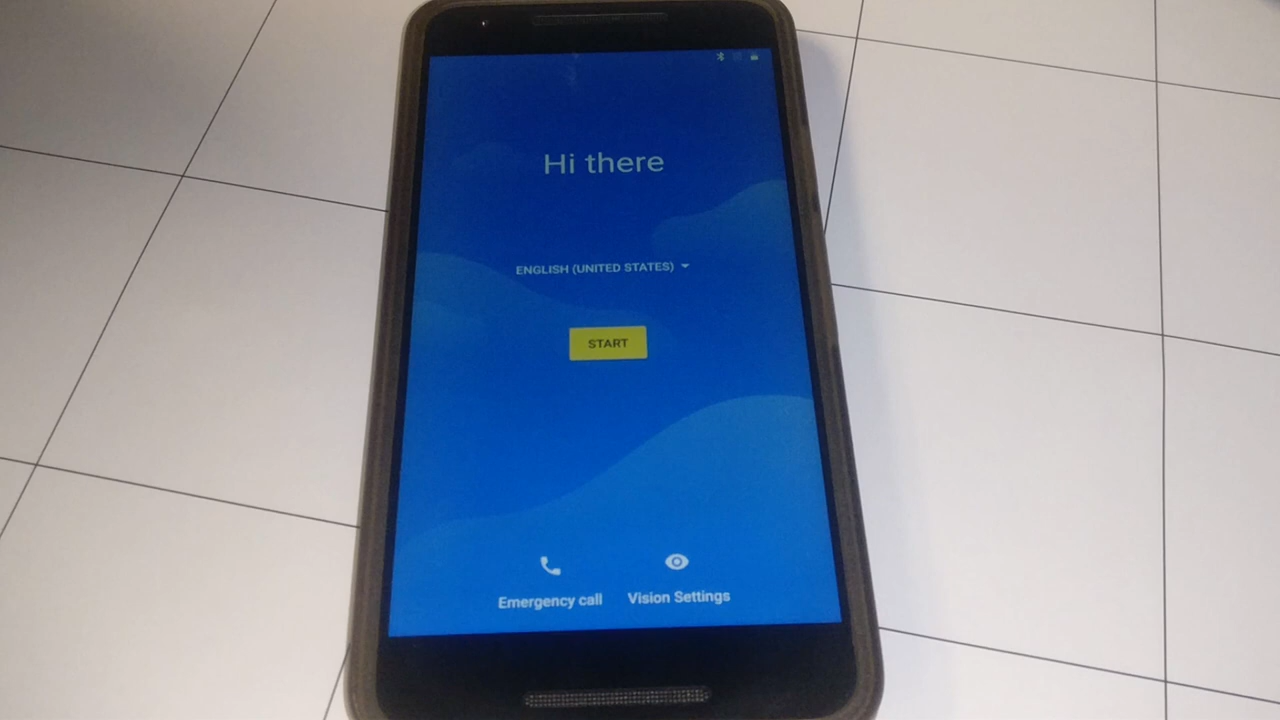 Hi there
ENGLISH (UNITED STATES)
START
Emergency call
Vision Settings